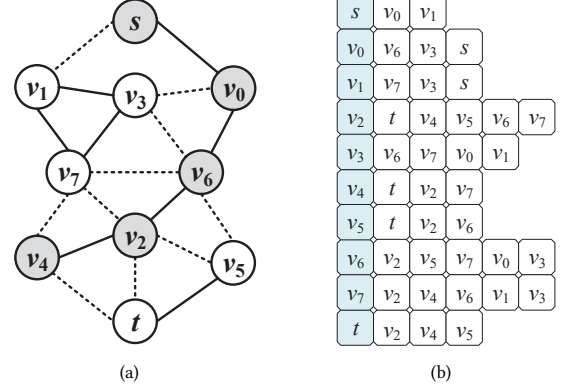 s
v1 v3 v0
v7 v6
v4 v2 v5
t
(a)
s v0 v1
v0 v6 v3 s
v1 v7 v3 s
v2 t v4 v5 v6 v7
v3 v6 v7 v0 v1
v4 t v2 v7
v5 t v2 v6
v6 v2 v5 v7 v0 v3
v7 v2 v4 v6 v1 v3
t v2 v4 v5
(b)